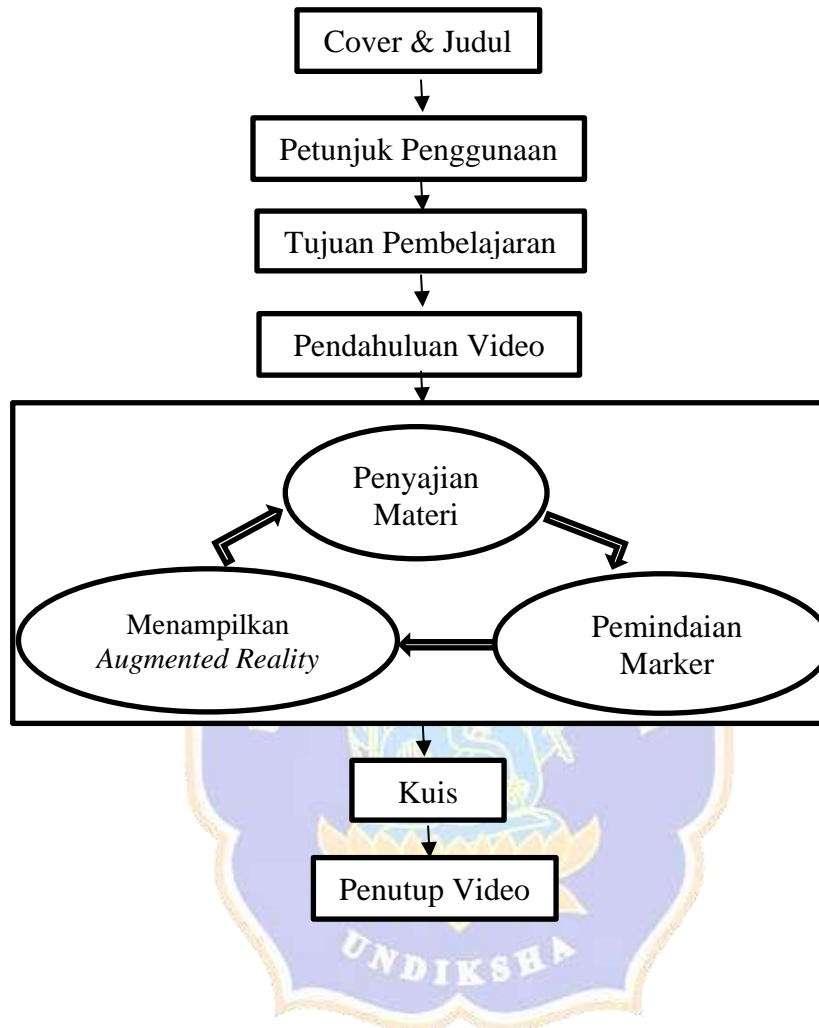 Cover & Judul
Petunjuk Penggunaan
Tujuan Pembelajaran
Pendahuluan Video
Penyajian
Materi
Menampilkan
Augmented Reality
Pemindaian
Marker
Kuis
Penutup Video
UNDIKSHA